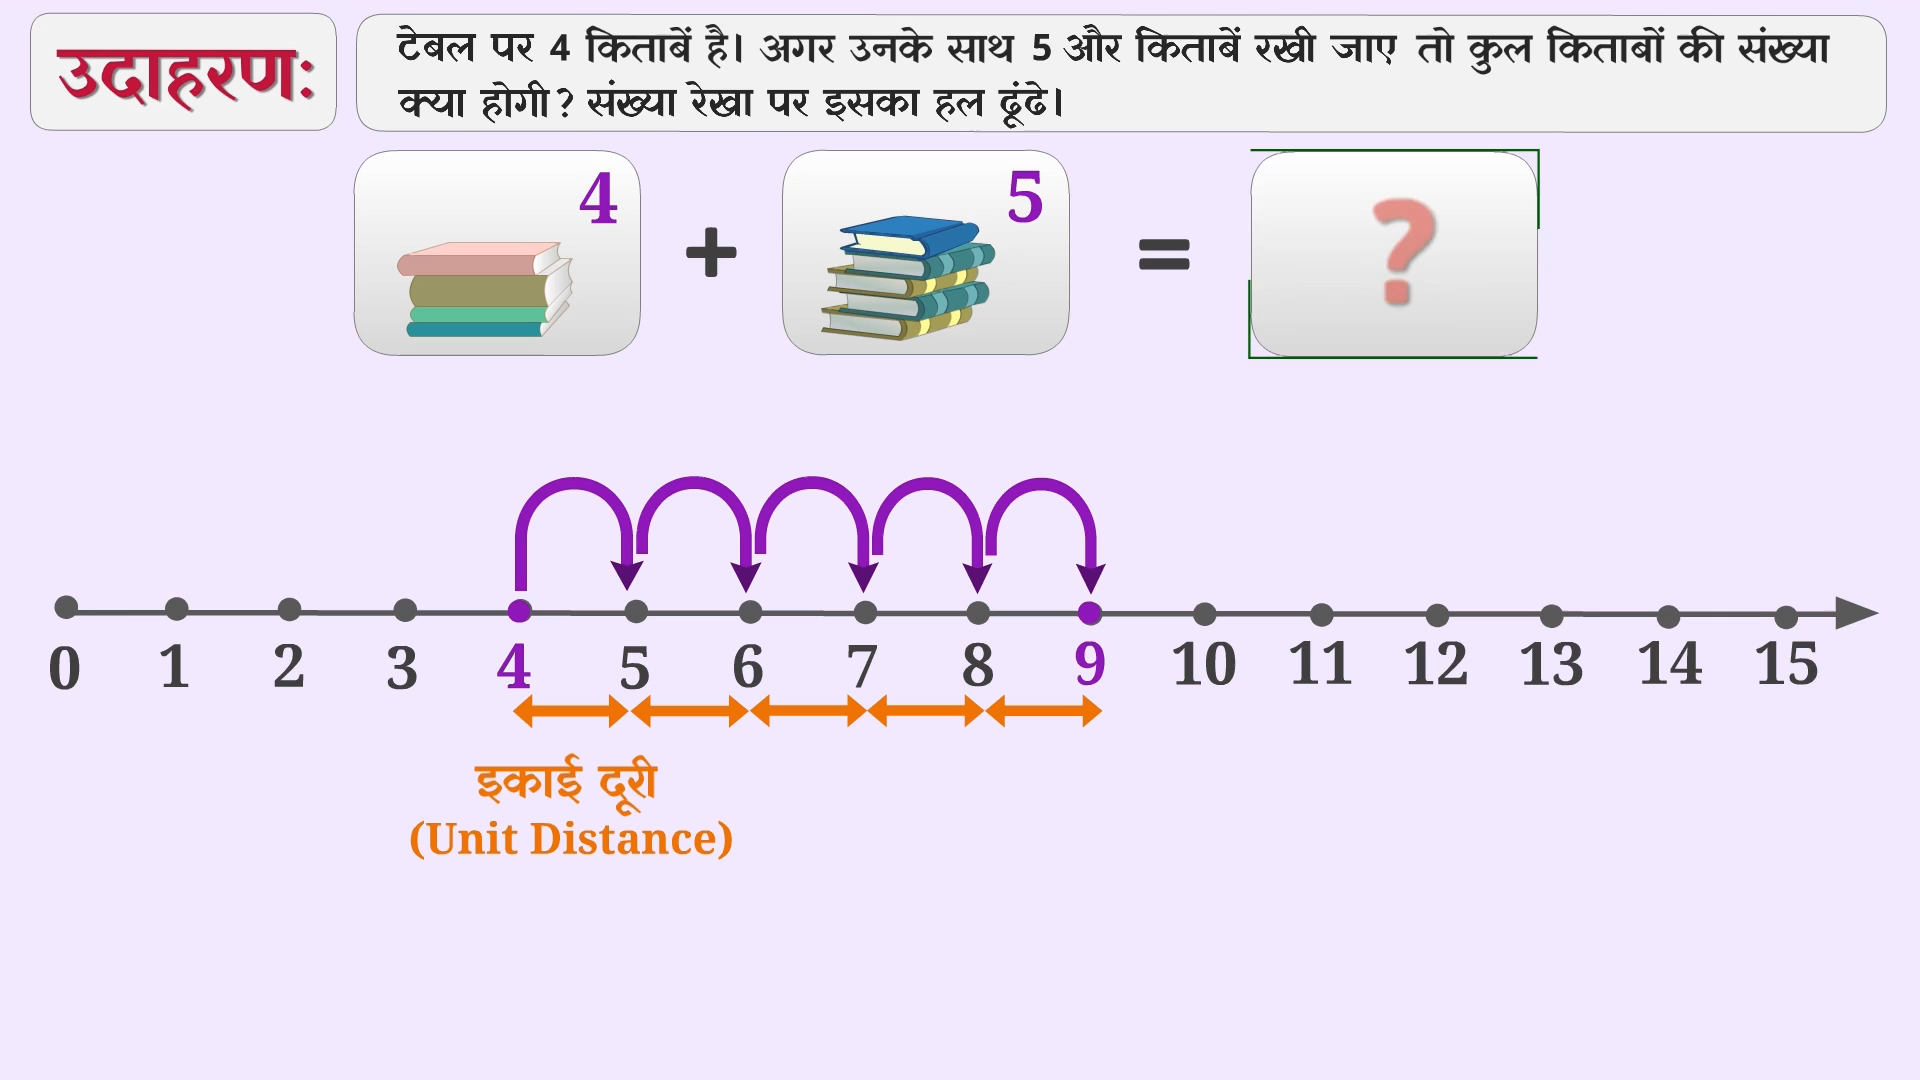 उदाहरणः
टेबल पर 4 किताबें है। अगर उनके साथ 5 और किताबें रखी जाए तो कुल किताबों की संख्या
क्या होगी? संख्या रेखा पर इसका हल ढूंढे।
4 + 5 = ?
0 1 2 3 4 5 6 7 8 9 10 11 12 13 14 15
इकाई दूरी
(Unit Distance)